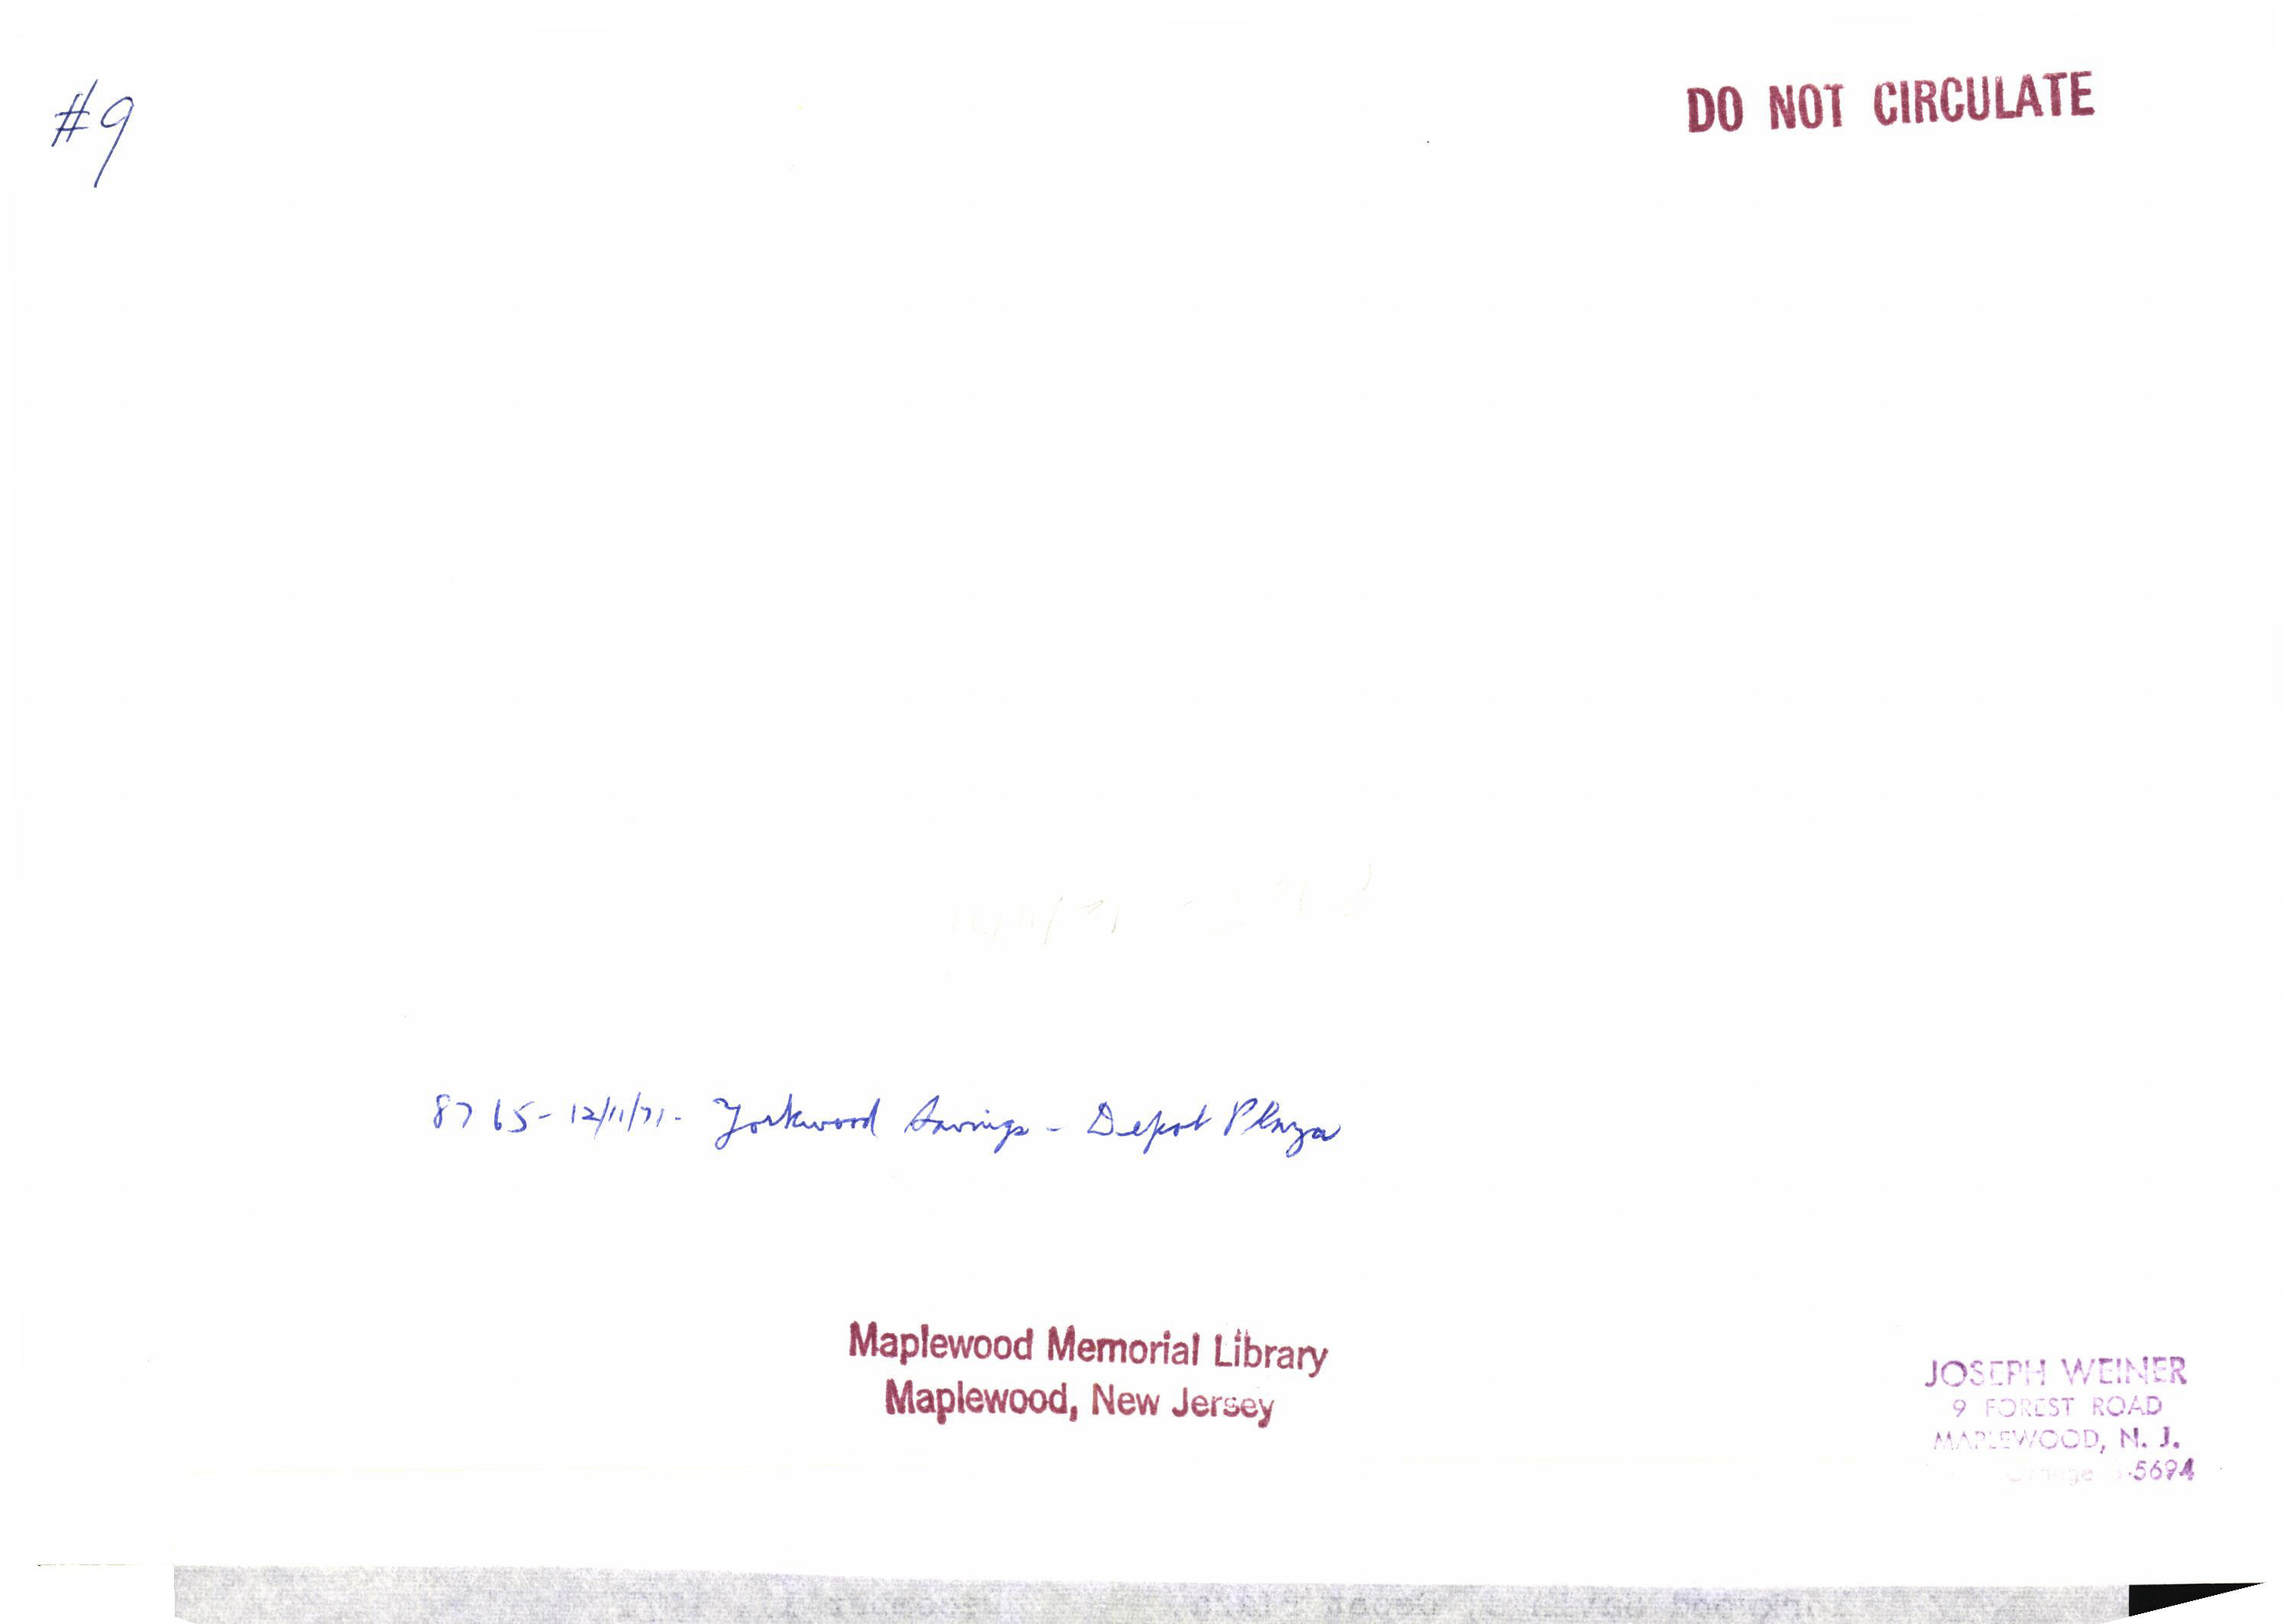 #9
DO NOT CIRCULATE
8765 - 12/11/71 - Yorkwood Savings - Depot Plaza
Maplewood Memorial Library
Maplewood, New Jersey
JOSEPH WEINER
9 FOREST ROAD
MAPLEWOOD, N. J.
Orange -5694